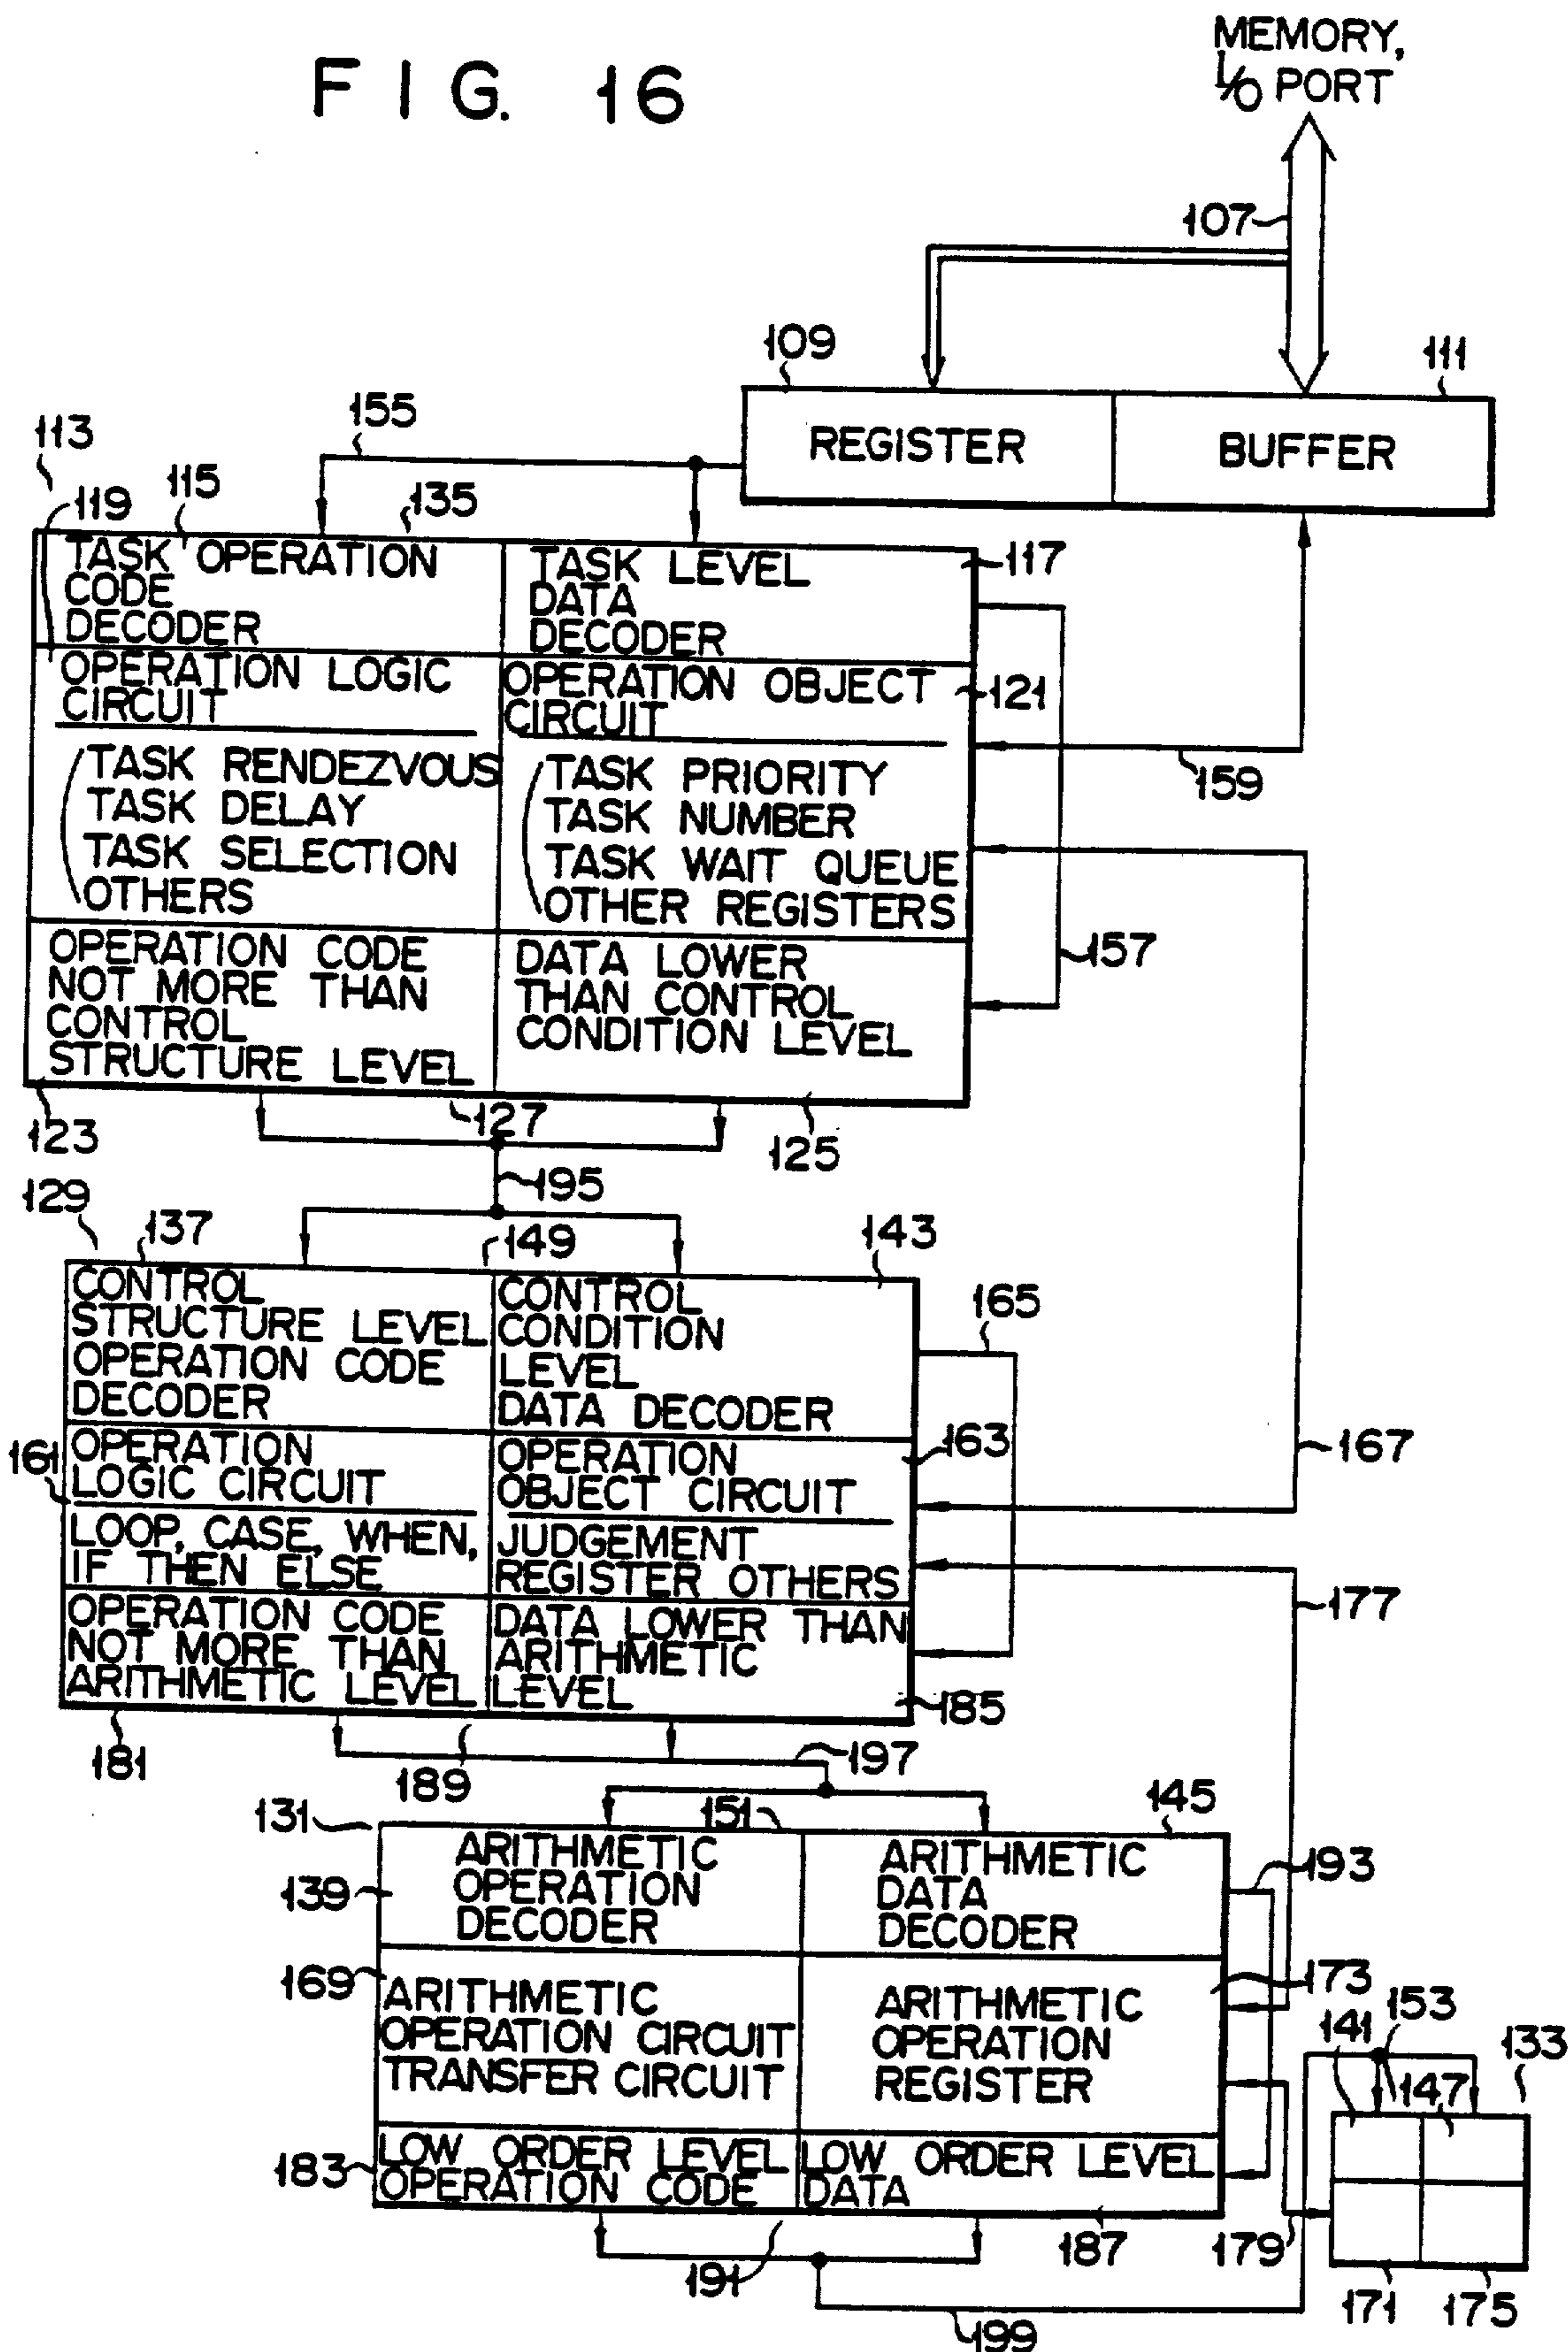 FIG. 16
MEMORY,
I/O PORT
107
109
111
REGISTER
BUFFER
155
113
119
115
135
TASK OPERATION
CODE
DECODER
TASK LEVEL
DATA
DECODER
117
OPERATION LOGIC
CIRCUIT
OPERATION OBJECT
CIRCUIT
121
TASK RENDEZVOUS
TASK DELAY
TASK SELECTION
OTHERS
TASK PRIORITY
TASK NUMBER
TASK WAIT QUEUE
OTHER REGISTERS
159
157
OPERATION CODE
NOT MORE THAN
CONTROL
STRUCTURE LEVEL
DATA LOWER
THAN CONTROL
CONDITION LEVEL
123
127
125
195
129
137
149
143
CONTROL
STRUCTURE LEVEL
OPERATION CODE
DECODER
CONTROL
CONDITION
LEVEL
DATA DECODER
165
161
OPERATION
LOGIC CIRCUIT
OPERATION
OBJECT CIRCUIT
163
167
LOOP, CASE, WHEN,
IF THEN ELSE
JUDGEMENT
REGISTER OTHERS
177
OPERATION CODE
NOT MORE THAN
ARITHMETIC LEVEL
DATA LOWER THAN
ARITHMETIC
LEVEL
185
181
189
197
131
151
145
139
ARITHMETIC
OPERATION
DECODER
ARITHMETIC
DATA
DECODER
193
169
ARITHMETIC
OPERATION CIRCUIT
TRANSFER CIRCUIT
ARITHMETIC
OPERATION
REGISTER
173
141
153
133
147
183
LOW ORDER LEVEL
OPERATION CODE
LOW ORDER LEVEL
DATA
191
187
179
171
175
199